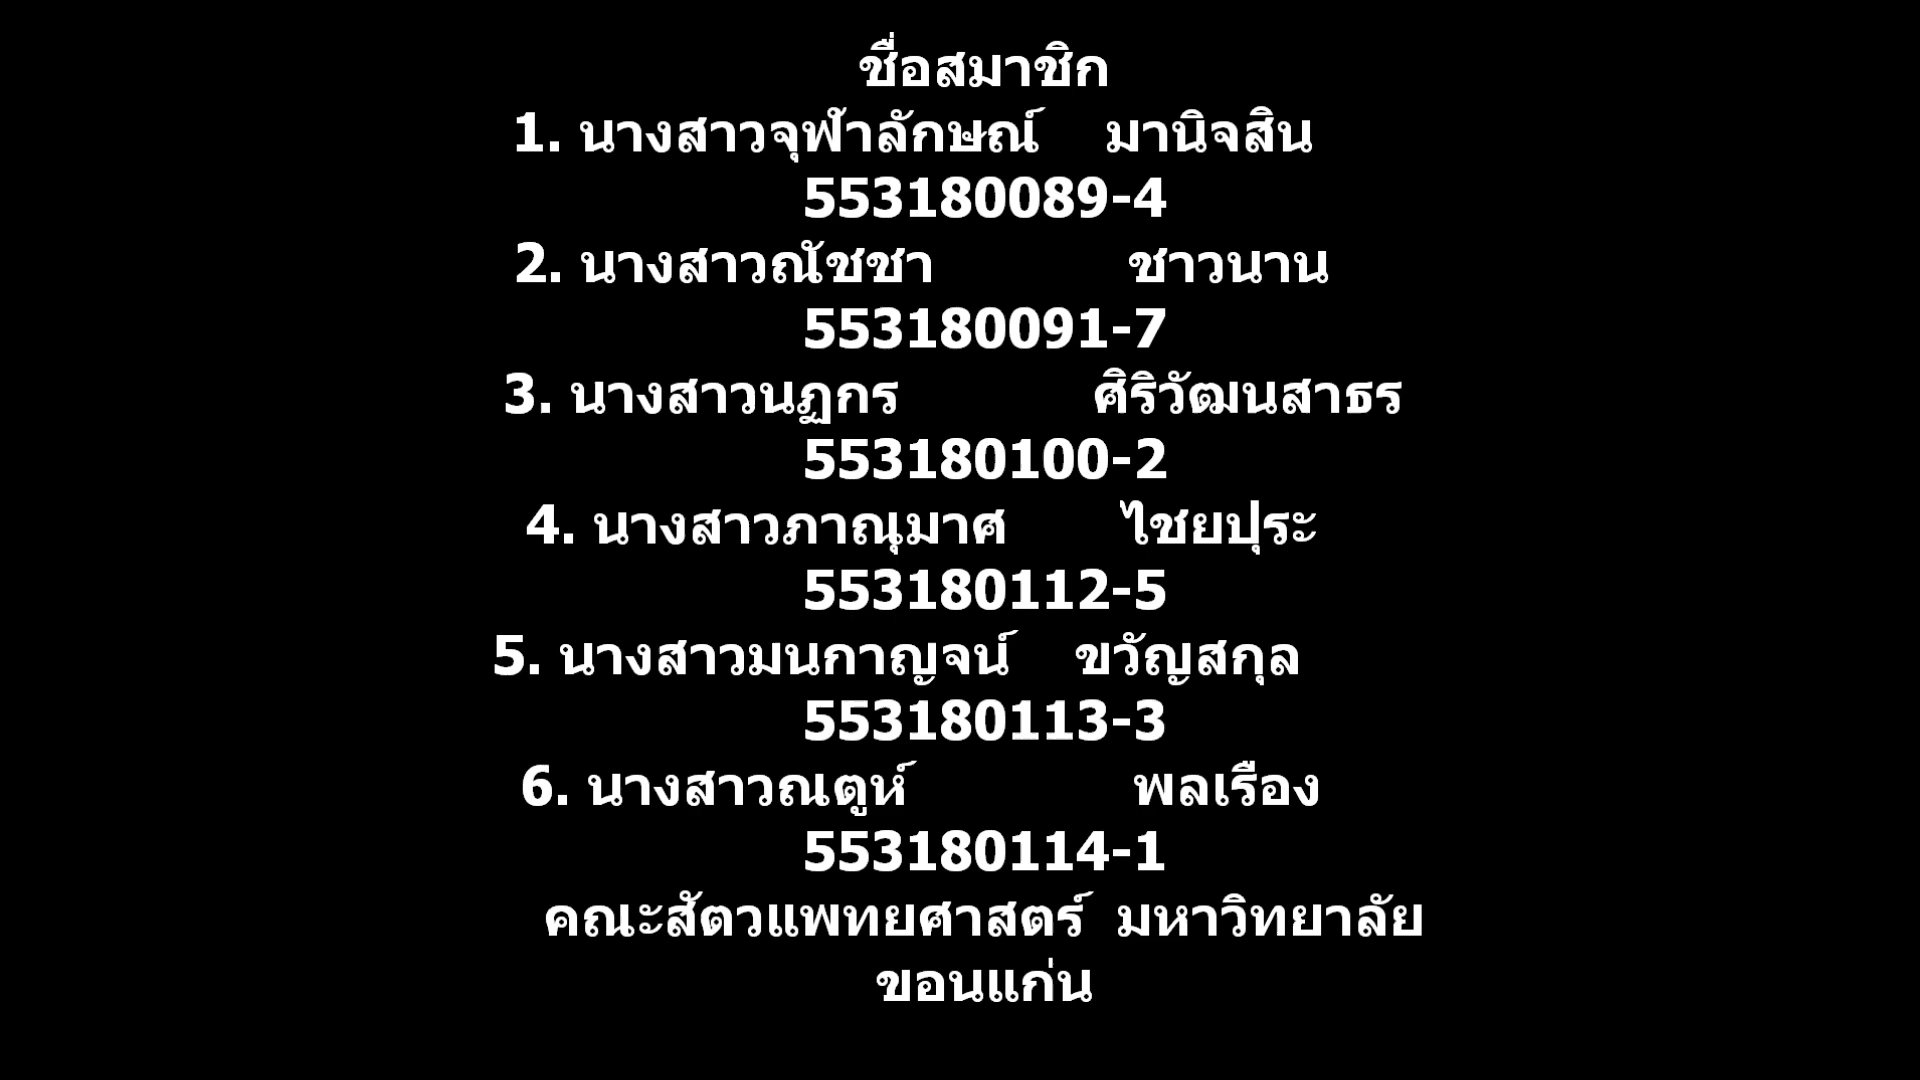 ชื่อสมาชิก
1. นางสาวจุฬาลักษณ์ มานิจสิน
553180089-4
2. นางสาวณัชชา ชาวนาน
553180091-7
3. นางสาวนฏกร ศิริวัฒนสาธร
553180100-2
4. นางสาวภาณุมาศ ไชยปุระ
553180112-5
5. นางสาวมนกาญจน์ ขวัญสกุล
553180113-3
6. นางสาวณตูห์ พลเรือง
553180114-1
คณะสัตวแพทยศาสตร์ มหาวิทยาลัย
ขอนแก่น